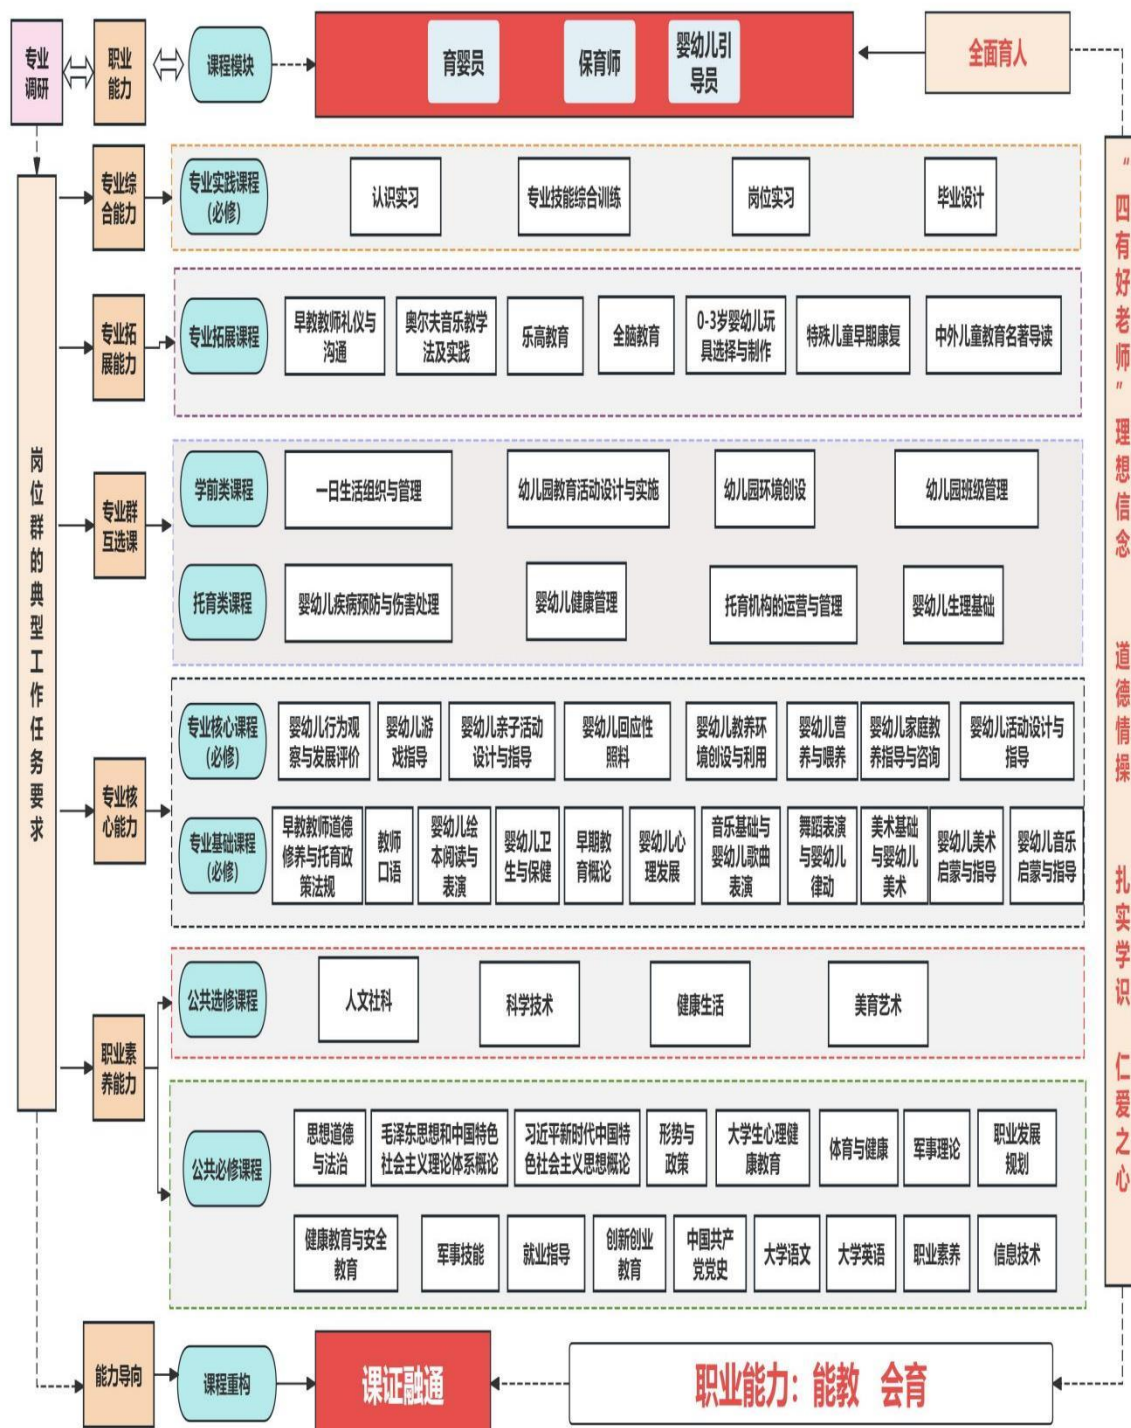 专业
调研
职业
能力
课程模块
育婴员
保育师
婴幼儿引
导员
全面育人
岗位群的典型工作任务要求
专业综
合能力
专业实践课程
(必修)
认识实习
专业技能综合训练
岗位实习
毕业设计
专业拓
展能力
专业拓展课程
早教教师礼仪与
沟通
奥尔夫音乐教学
法及实践
乐高教育
全脑教育
0-3岁婴幼儿玩
具选择与制作
特殊儿童早期康复
中外儿童教育名著导读
专业群
互选课
学前类课程
一日生活组织与管理
幼儿园教育活动设计与实施
幼儿园环境创设
幼儿园班级管理
托育类课程
婴幼儿疾病预防与伤害处理
婴幼儿健康管理
托育机构的运营与管理
婴幼儿生理基础
专业核
心能力
专业核心课程
(必修)
婴幼儿行为观
察与发展评价
婴幼儿游
戏指导
婴幼儿亲子活动
设计与指导
婴幼儿回应性
照料
婴幼儿教养环
境创设与利用
婴幼儿营
养与喂养
婴幼儿家庭教
养指导与咨询
婴幼儿活动设计与
指导
专业基础课程
(必修)
早教教师道德
修养与托育政
策法规
教师
口语
婴幼儿绘
本阅读与
表演
婴幼儿卫
生与保健
早期教
育概论
婴幼儿心
理发展
音乐基础与
婴幼儿歌曲
表演
舞蹈表演
与婴幼儿
律动
美术基础
与婴幼儿
美术
婴幼儿美术
启蒙与指导
婴幼儿音乐
启蒙与指导
职业素
养能力
公共选修课程
人文社科
科学技术
健康生活
美育艺术
公共必修课程
思想道德
与法治
毛泽东思想和中国特色
社会主义理论体系概论
习近平新时代中国特
色社会主义思想概论
形势与
政策
大学生心理健
康教育
体育与健康
军事理论
职业发展
规划
健康教育与安全
教育
军事技能
就业指导
创新创业
教育
中国共产
党党史
大学语文
大学英语
职业素养
信息技术
“四有好老师”理想信念 道德情操 扎实学识 仁爱之心
能力导向
课程重构
课证融通
职业能力：能教 会育